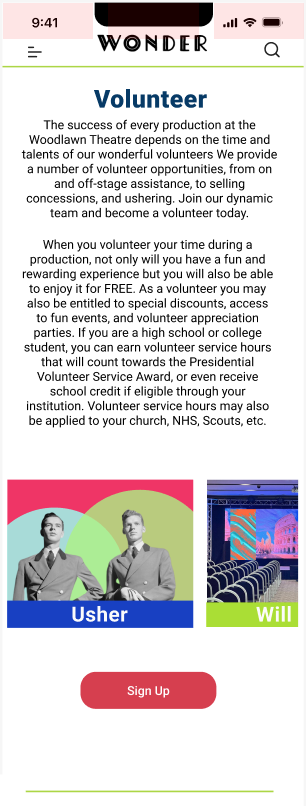 9:41
WONDER
Volunteer
The success of every production at the
Woodlawn Theatre depends on the time and
talents of our wonderful volunteers We provide
a number of volunteer opportunities, from on
and off-stage assistance, to selling
concessions, and ushering. Join our dynamic
team and become a volunteer today.
When you volunteer your time during a
production, not only will you have a fun and
rewarding experience but you will also be able
to enjoy it for FREE. As a volunteer you may
also be entitled to special discounts, access
to fun events, and volunteer appreciation
parties. If you are a high school or college
student, you can earn volunteer service hours
that will count towards the Presidential
Volunteer Service Award, or even receive
school credit if eligible through your
institution. Volunteer service hours may also
be applied to your church, NHS, Scouts, etc.
Usher
Will
Sign Up